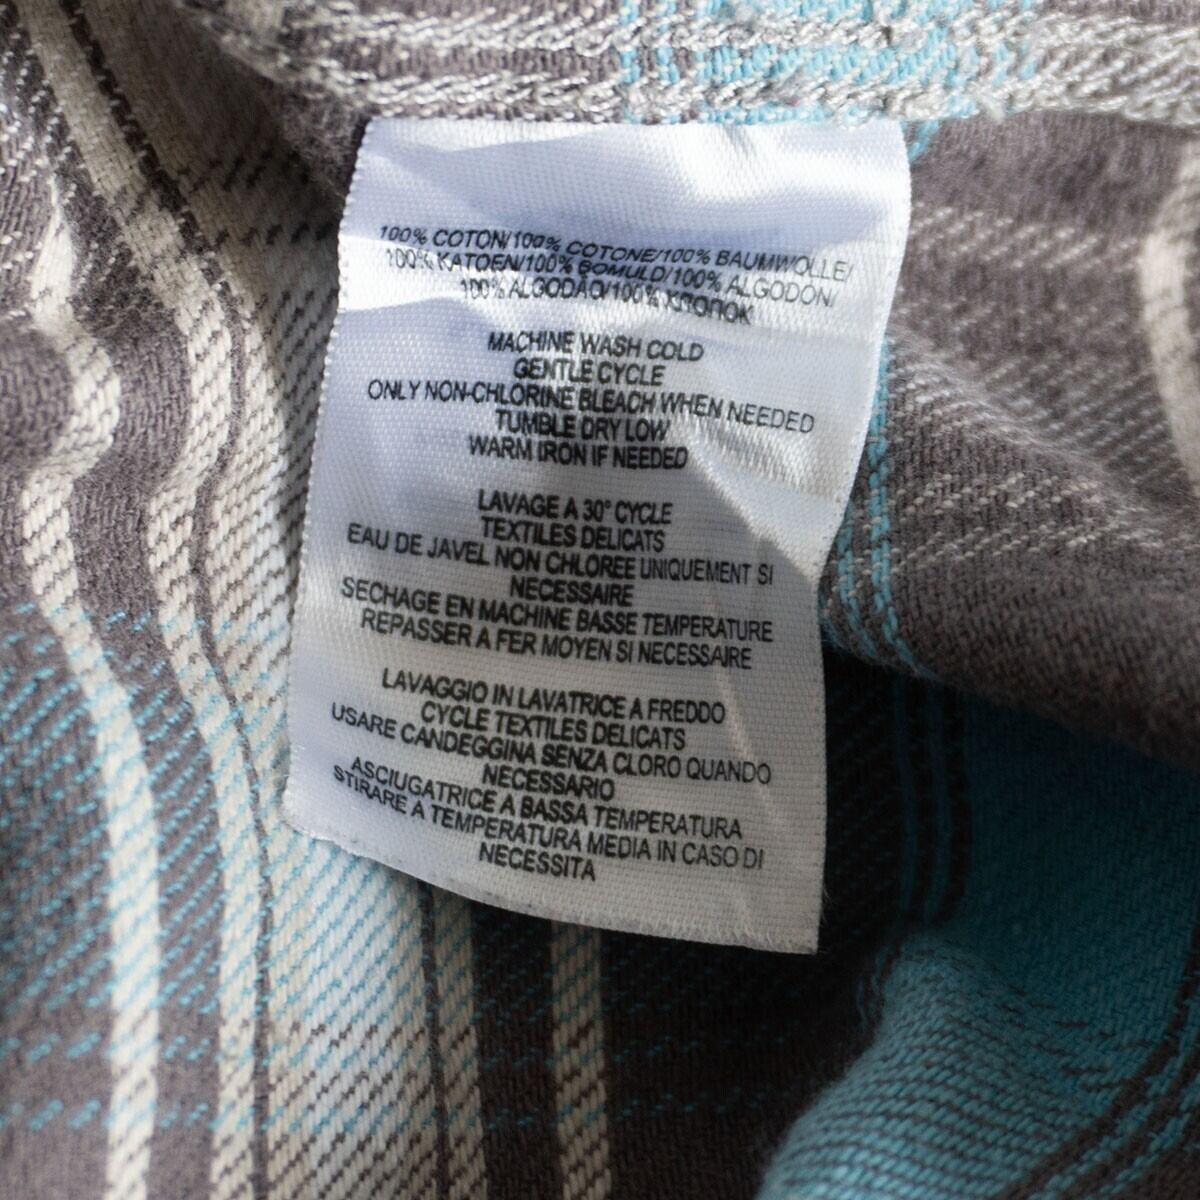 100% COTON/100% COTONE/100% BAUMWOLLE/
100% KATOEN/100% BOMULD/100% ALGODON/
100% ALGODÃO/100% ХЛОПОК
MACHINE WASH COLD
GENTLE CYCLE
ONLY NON-CHLORINE BLEACH WHEN NEEDED
TUMBLE DRY LOW
WARM IRON IF NEEDED
LAVAGE A 30° CYCLE
TEXTILES DELICATS
EAU DE JAVEL NON CHLOREE UNIQUEMENT SI
NECESSAIRE
SECHAGE EN MACHINE BASSE TEMPERATURE
REPASSER A FER MOYEN SI NECESSAIRE
LAVAGGIO IN LAVATRICE A FREDDO
CYCLE TEXTILES DELICATS
USARE CANDEGGINA SENZA CLORO QUANDO
NECESSARIO
ASCIUGATRICE A BASSA TEMPERATURA
STIRARE A TEMPERATURA MEDIA IN CASO DI
NECESSITA